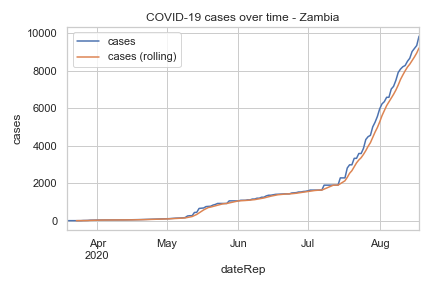 COVID-19 cases over time - Zambia
cases
cases (rolling)
10000
8000
6000
4000
2000
0
cases
Apr
2020
May
Jun
Jul
Aug
dateRep